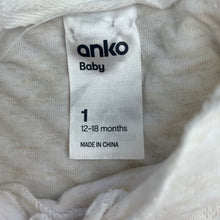 anko
Baby
1
12-18 months
MADE IN CHINA